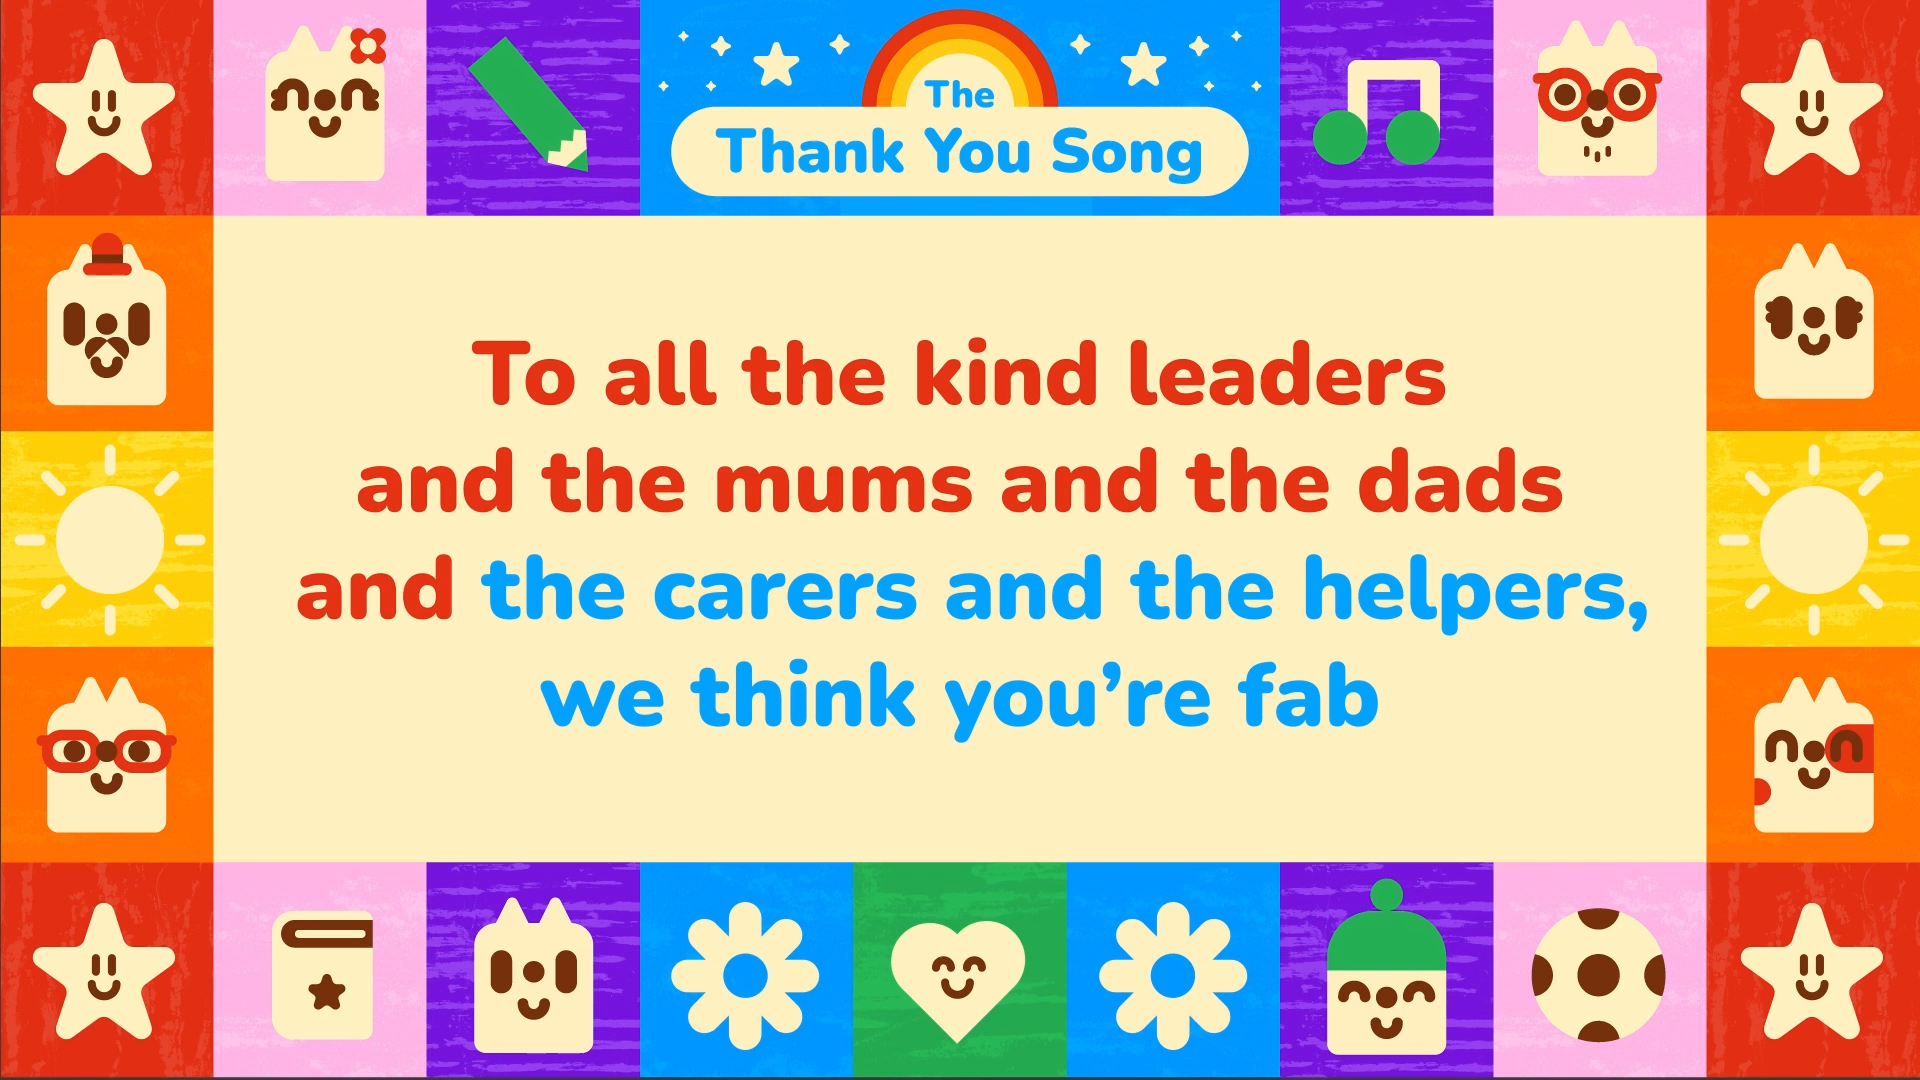 The
Thank You Song
To all the kind leaders
and the mums and the dads
and the carers and the helpers,
we think you’re fab